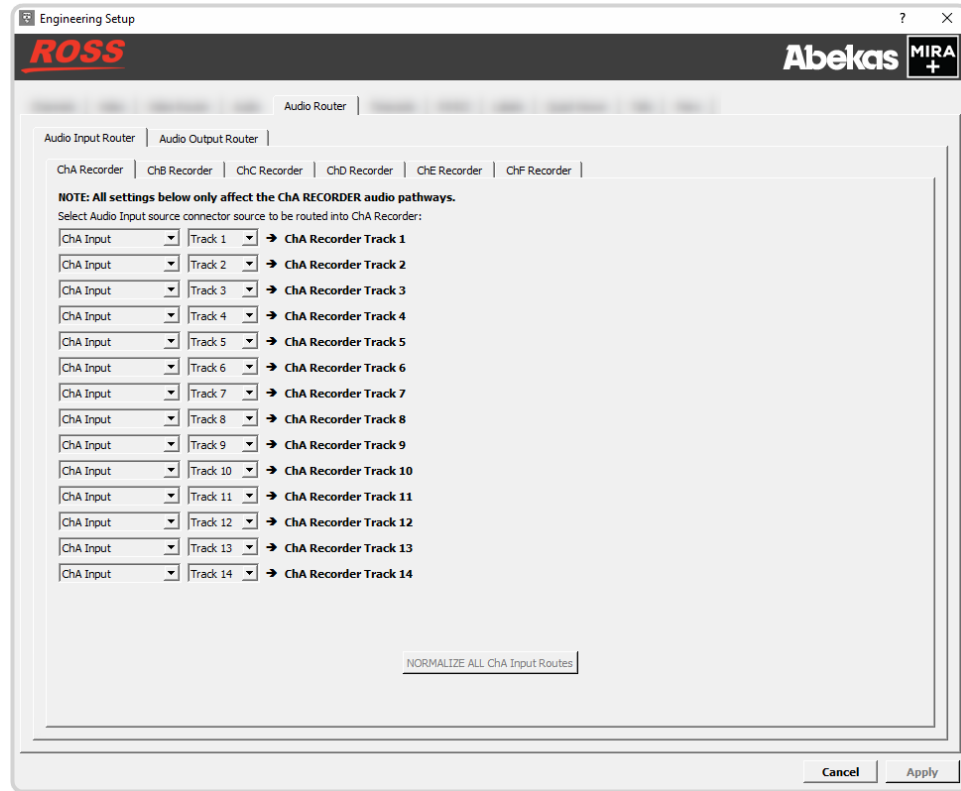 Engineering Setup ? ×
ROSS
Abekas MIRA +
Audio Router
Audio Input Router Audio Output Router
ChA Recorder ChB Recorder ChC Recorder ChD Recorder ChE Recorder ChF Recorder
NOTE: All settings below only affect the ChA RECORDER audio pathways.
Select Audio Input source connector source to be routed into ChA Recorder:
ChA Input Track 1 ➔ ChA Recorder Track 1
ChA Input Track 2 ➔ ChA Recorder Track 2
ChA Input Track 3 ➔ ChA Recorder Track 3
ChA Input Track 4 ➔ ChA Recorder Track 4
ChA Input Track 5 ➔ ChA Recorder Track 5
ChA Input Track 6 ➔ ChA Recorder Track 6
ChA Input Track 7 ➔ ChA Recorder Track 7
ChA Input Track 8 ➔ ChA Recorder Track 8
ChA Input Track 9 ➔ ChA Recorder Track 9
ChA Input Track 10 ➔ ChA Recorder Track 10
ChA Input Track 11 ➔ ChA Recorder Track 11
ChA Input Track 12 ➔ ChA Recorder Track 12
ChA Input Track 13 ➔ ChA Recorder Track 13
ChA Input Track 14 ➔ ChA Recorder Track 14
NORMALIZE ALL ChA Input Routes
Cancel Apply